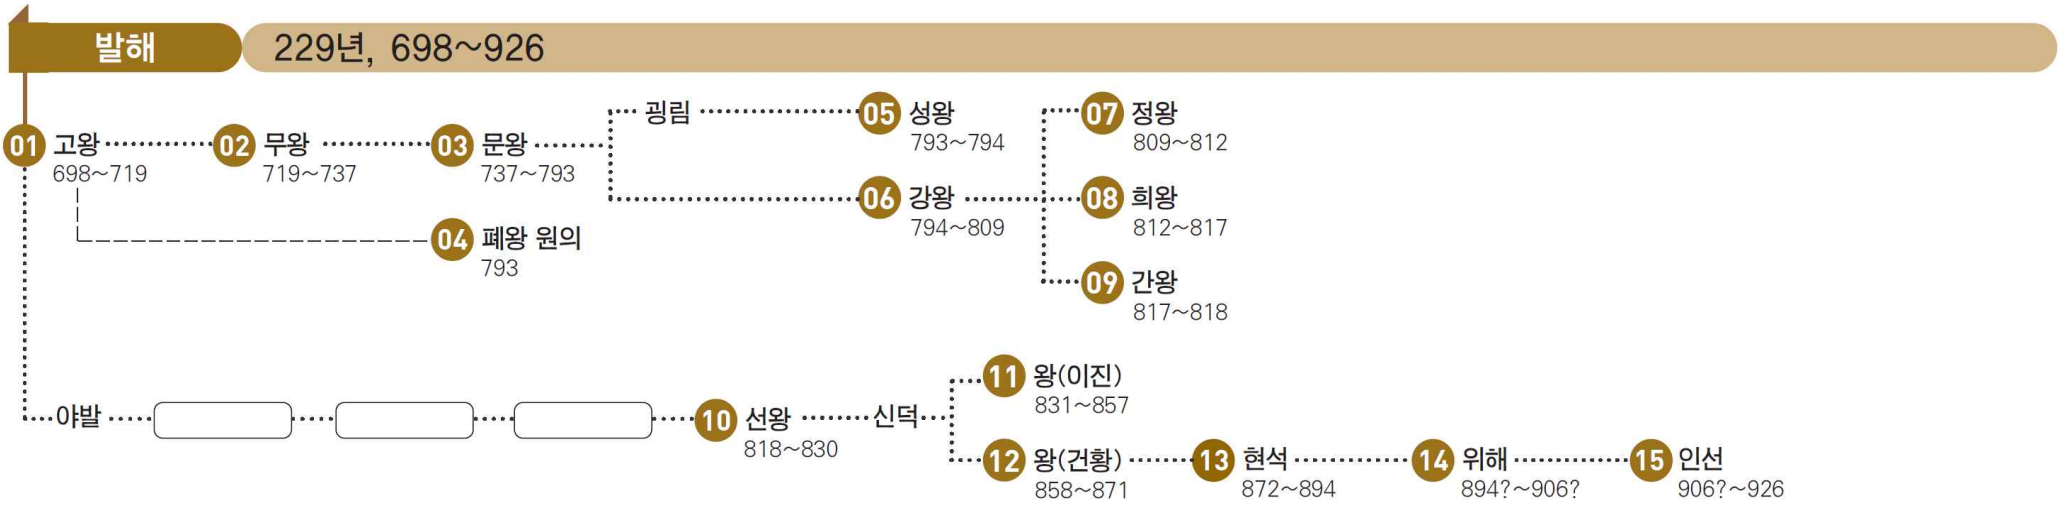 발해 229년, 698~926
01 고왕 698~719
02 무왕 719~737
03 문왕 737~793
04 폐왕 원의 793
굉림
05 성왕 793~794
06 강왕 794~809
07 정왕 809~812
08 희왕 812~817
09 간왕 817~818
야발
10 선왕 818~830
신덕
11 왕(이진) 831~857
12 왕(건황) 858~871
13 현석 872~894
14 위해 894?~906?
15 인선 906?~926